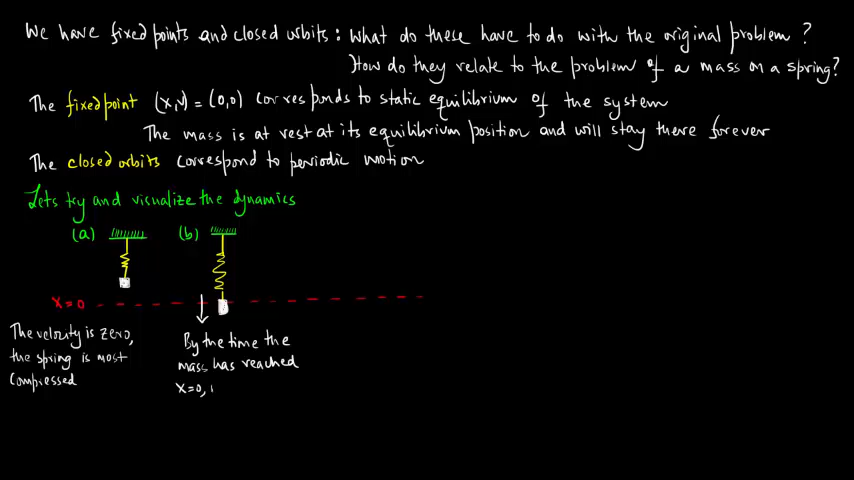 We have fixed points and closed orbits: What do these have to do with the original problem?
How do they relate to the problem of a mass on a spring?
The fixed point (x,v) = (0,0) corresponds to static equilibrium of the system
The mass is at rest at its equilibrium position and will stay there forever
The closed orbits correspond to periodic motion
Lets try and visualize the dynamics
(a) (b)
x=0
The velocity is zero,
the spring is most
compressed
By the time the
mass has reached
x=0,